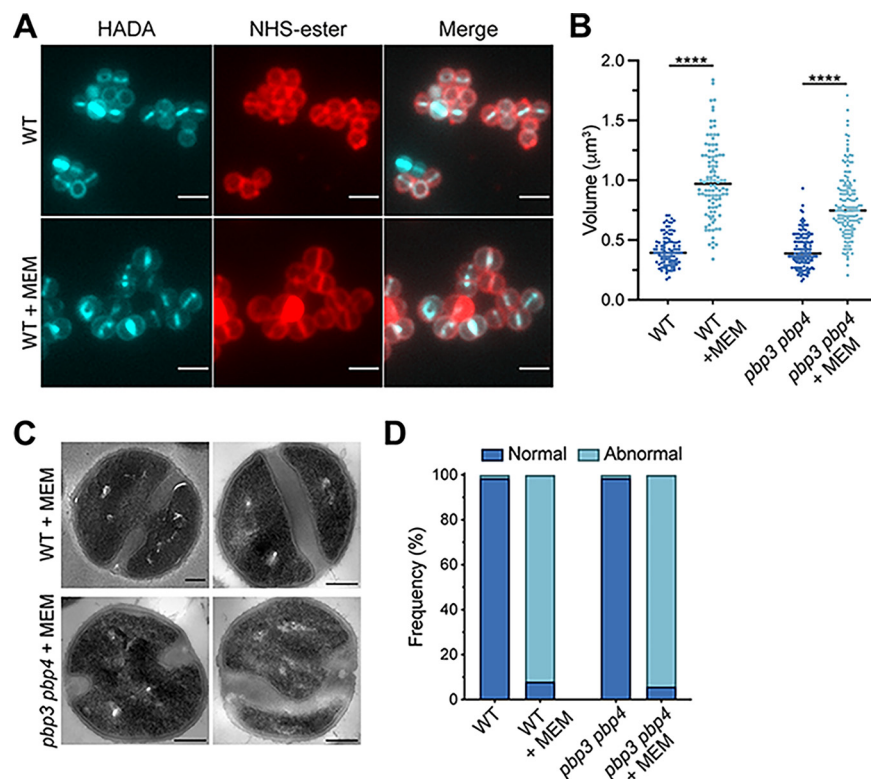 A
HADA
NHS-ester
Merge
WT
WT + MEM
B
Volume (μm³)
2.0
1.5
1.0
0.5
0.0
****
****
WT
WT
+MEM
pbp3 pbp4
pbp3 pbp4
+ MEM
C
WT + MEM
pbp3 pbp4 + MEM
D
Normal
Abnormal
Frequency (%)
100
80
60
40
20
0
WT
WT
+ MEM
pbp3 pbp4
pbp3 pbp4
+ MEM